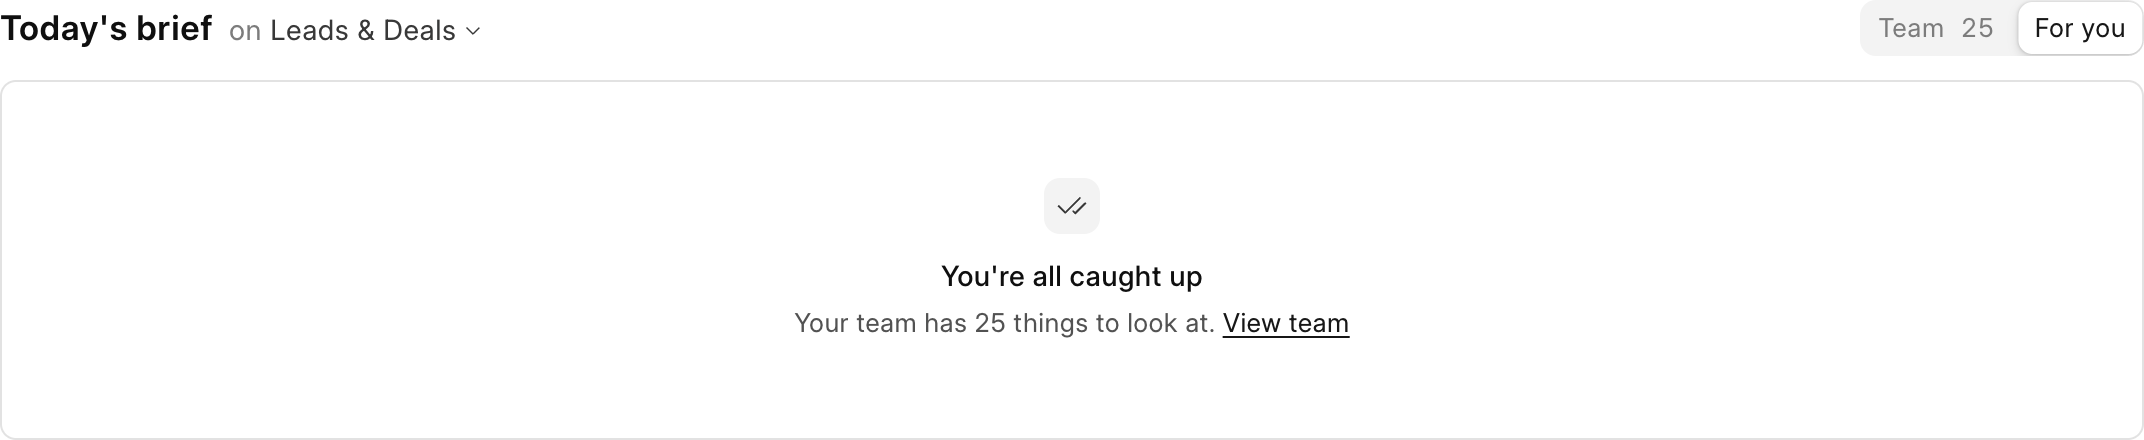 Today's brief on Leads & Deals
Team 25
For you
You're all caught up
Your team has 25 things to look at. View team